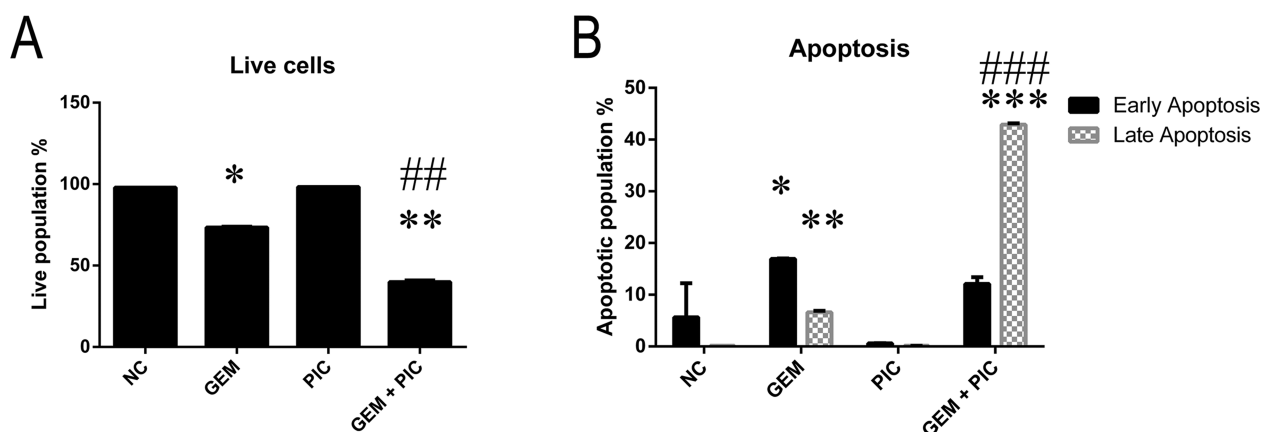 A
Live cells
Live population %
150
100
50
0
*
##
**
NC
GEM
PIC
GEM + PIC
B
Apoptosis
Apoptotic population %
50
40
30
20
10
0
*
**
###
***
NC
GEM
PIC
GEM + PIC
Early Apoptosis
Late Apoptosis